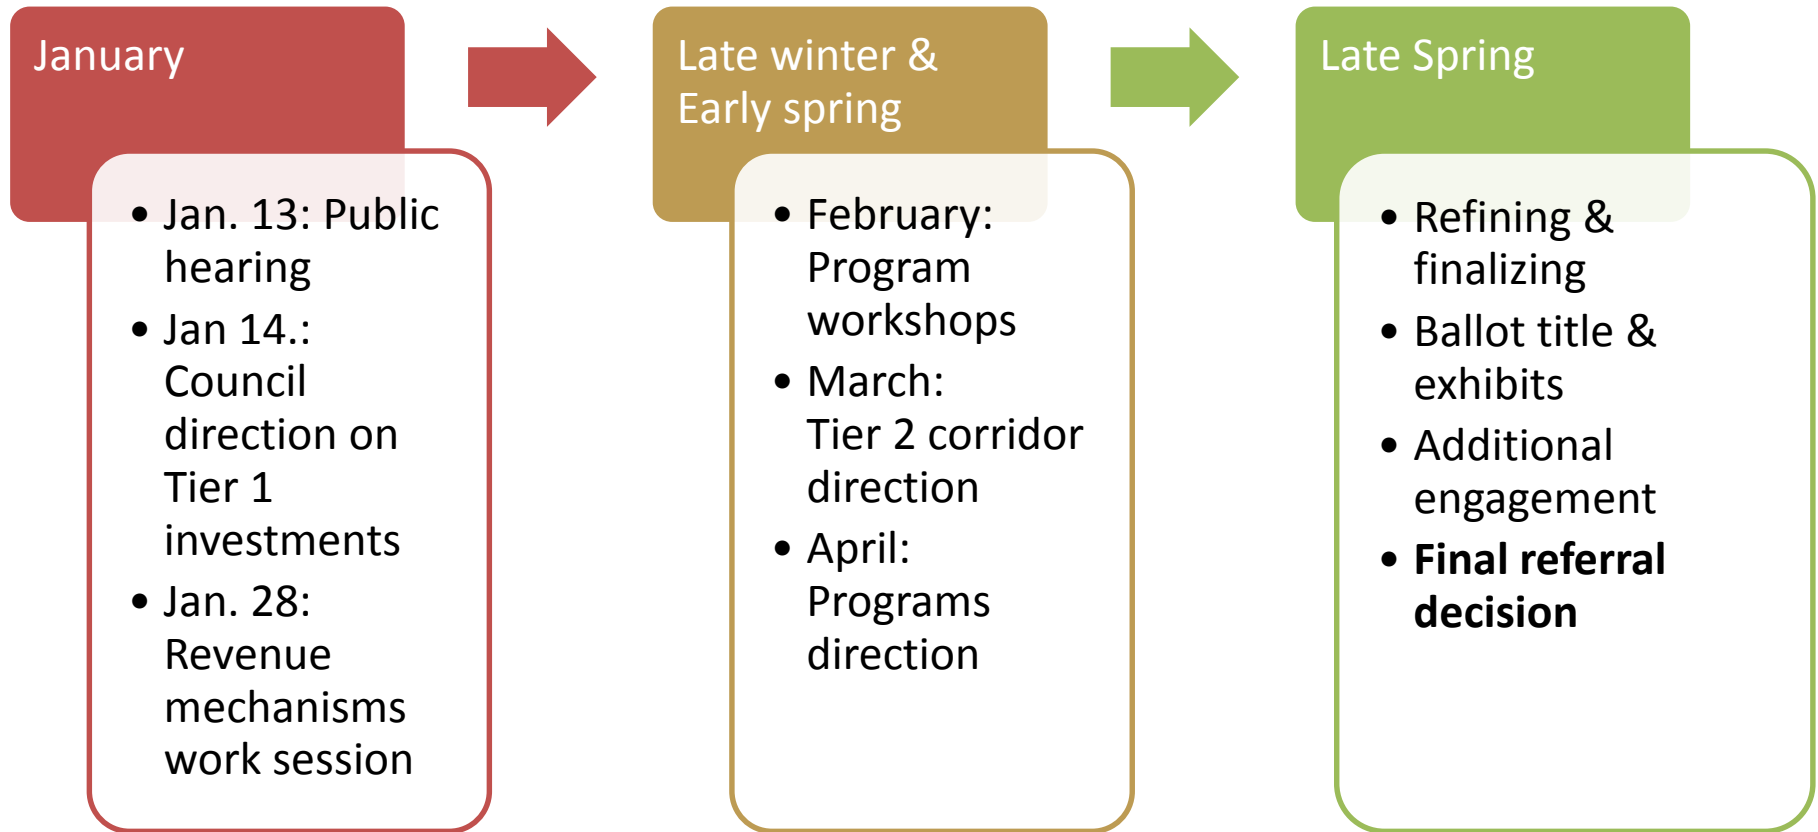 January
• Jan. 13: Public
hearing
• Jan 14.:
Council
direction on
Tier 1
investments
• Jan. 28:
Revenue
mechanisms
work session
Late winter &
Early spring
• February:
Program
workshops
• March:
Tier 2 corridor
direction
• April:
Programs
direction
Late Spring
• Refining &
finalizing
• Ballot title &
exhibits
• Additional
engagement
• Final referral
decision